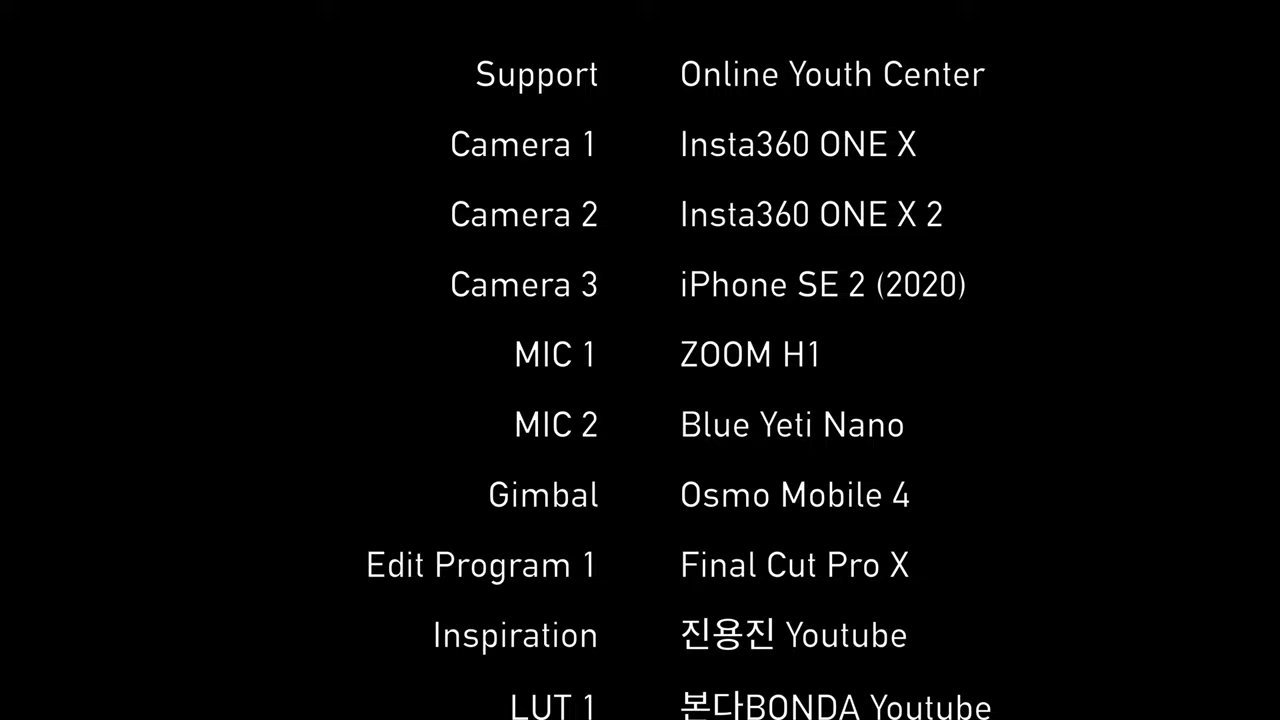 Support Online Youth Center
Camera 1 Insta360 ONE X
Camera 2 Insta360 ONE X 2
Camera 3 iPhone SE 2 (2020)
MIC 1 ZOOM H1
MIC 2 Blue Yeti Nano
Gimbal Osmo Mobile 4
Edit Program 1 Final Cut Pro X
Inspiration 진용진 Youtube
LUT 1 본다BONDA Youtube